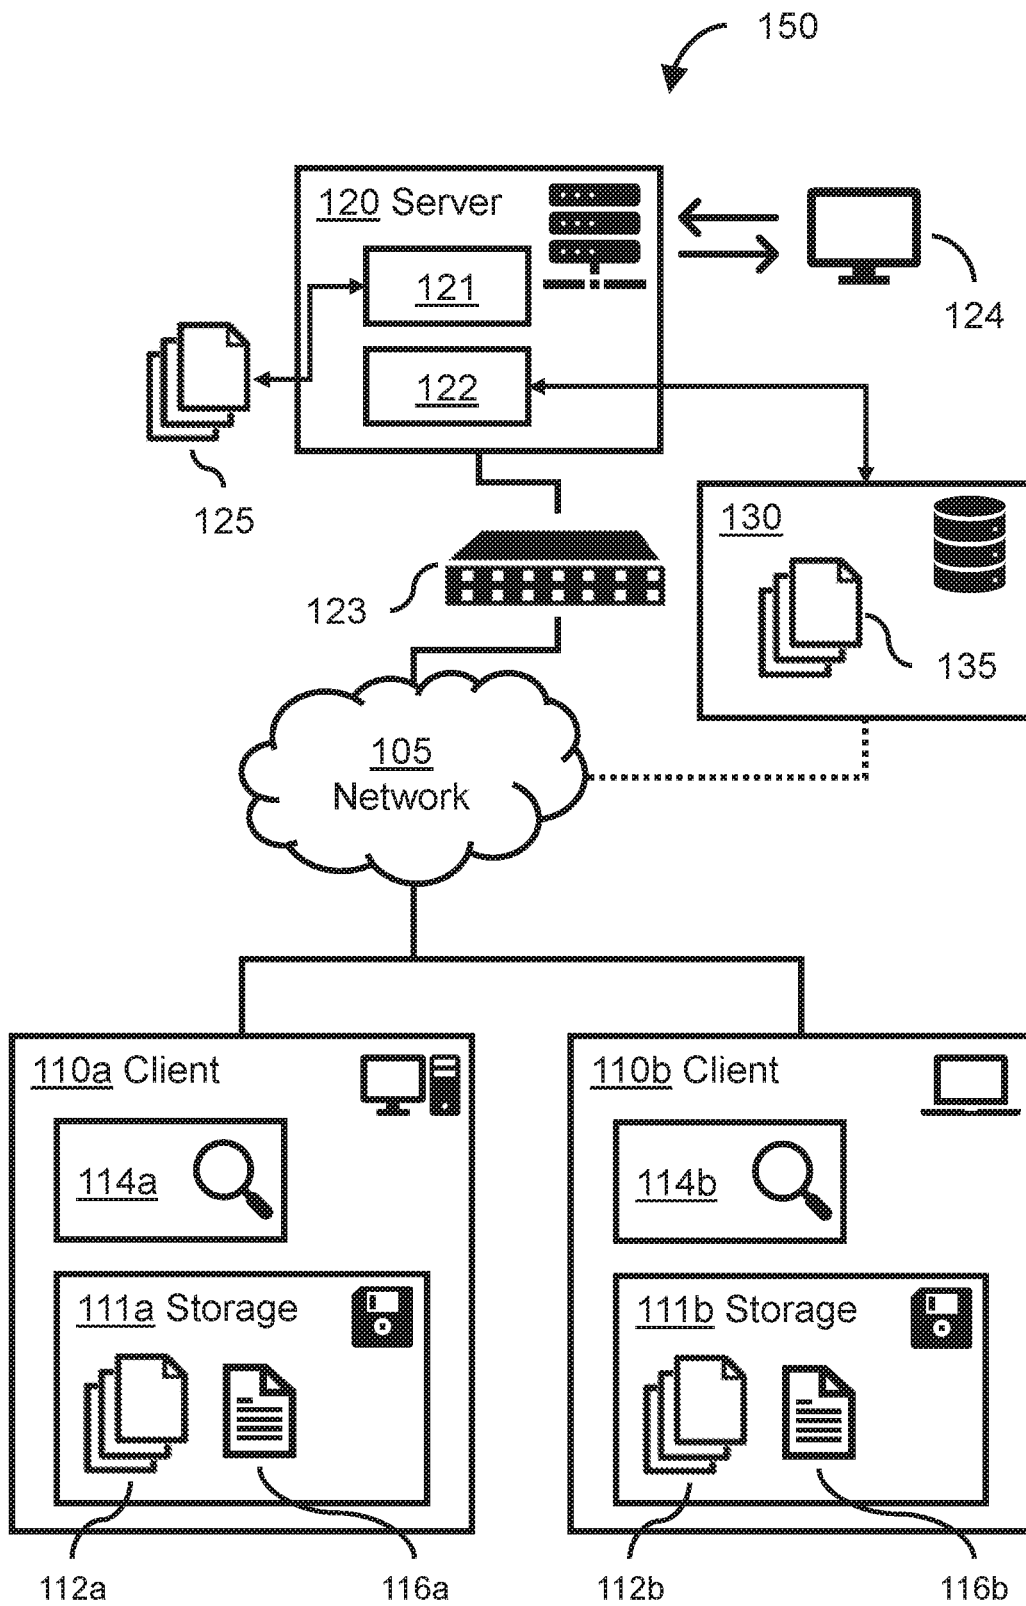 150
120 Server
121
124
122
125
130
123
135
105
Network
110a Client
110b Client
114a
114b
111a Storage
111b Storage
112a
116a
112b
116b